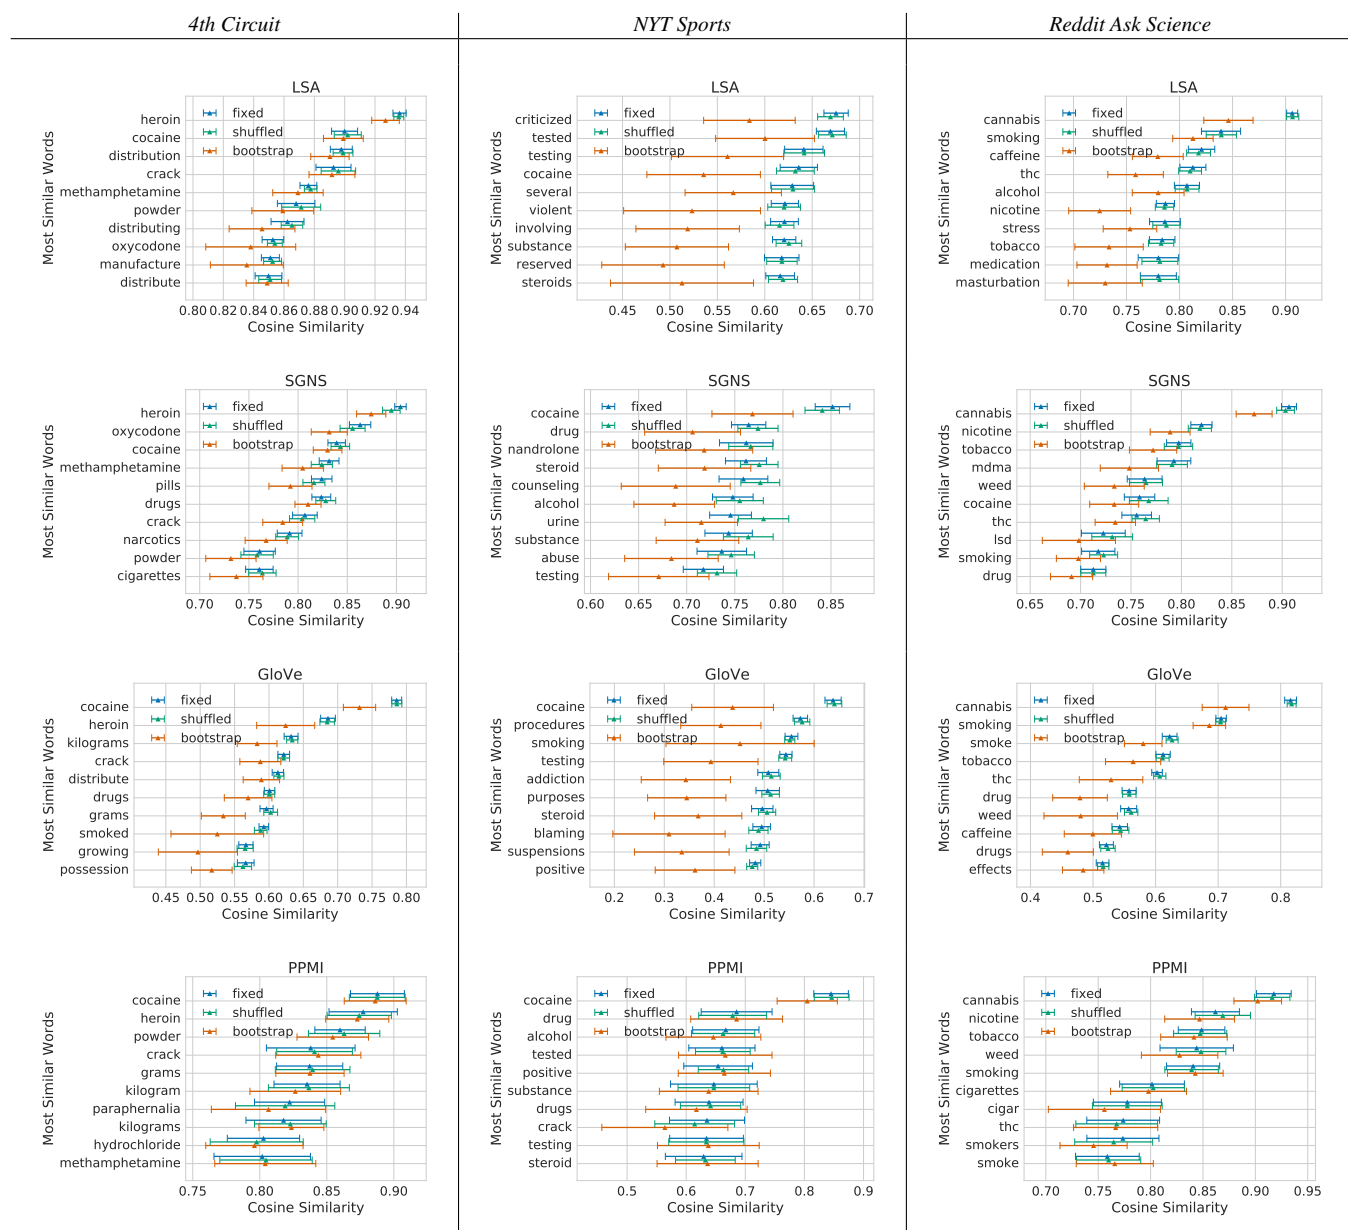 4th Circuit
NYT Sports
Reddit Ask Science
LSA
Most Similar Words
heroin
cocaine
distribution
crack
methamphetamine
powder
distributing
oxycodone
manufacture
distribute
fixed
shuffled
bootstrap
0.80 0.82 0.84 0.86 0.88 0.90 0.92 0.94
Cosine Similarity
LSA
Most Similar Words
criticized
tested
testing
cocaine
several
violent
involving
substance
reserved
steroids
fixed
shuffled
bootstrap
0.45 0.50 0.55 0.60 0.65 0.70
Cosine Similarity
LSA
Most Similar Words
cannabis
smoking
caffeine
thc
alcohol
nicotine
stress
tobacco
medication
masturbation
fixed
shuffled
bootstrap
0.70 0.75 0.80 0.85 0.90
Cosine Similarity
SGNS
Most Similar Words
heroin
oxycodone
cocaine
methamphetamine
pills
drugs
crack
narcotics
powder
cigarettes
fixed
shuffled
bootstrap
0.70 0.75 0.80 0.85 0.90
Cosine Similarity
SGNS
Most Similar Words
cocaine
drug
nandrolone
steroid
counseling
alcohol
urine
substance
abuse
testing
fixed
shuffled
bootstrap
0.60 0.65 0.70 0.75 0.80 0.85
Cosine Similarity
SGNS
Most Similar Words
cannabis
nicotine
tobacco
mdma
weed
cocaine
thc
lsd
smoking
drug
fixed
shuffled
bootstrap
0.65 0.70 0.75 0.80 0.85 0.90
Cosine Similarity
GloVe
Most Similar Words
cocaine
heroin
kilograms
crack
distribute
drugs
grams
smoked
growing
possession
fixed
shuffled
bootstrap
0.45 0.50 0.55 0.60 0.65 0.70 0.75 0.80
Cosine Similarity
GloVe
Most Similar Words
cocaine
procedures
smoking
testing
addiction
purposes
steroid
blaming
suspensions
positive
fixed
shuffled
bootstrap
0.2 0.3 0.4 0.5 0.6 0.7
Cosine Similarity
GloVe
Most Similar Words
cannabis
smoking
smoke
tobacco
thc
drug
weed
caffeine
drugs
effects
fixed
shuffled
bootstrap
0.4 0.5 0.6 0.7 0.8
Cosine Similarity
PPMI
Most Similar Words
cocaine
heroin
powder
crack
grams
kilogram
paraphernalia
kilograms
hydrochloride
methamphetamine
fixed
shuffled
bootstrap
0.75 0.80 0.85 0.90
Cosine Similarity
PPMI
Most Similar Words
cocaine
drug
alcohol
tested
positive
substance
drugs
crack
testing
steroid
fixed
shuffled
bootstrap
0.5 0.6 0.7 0.8 0.9
Cosine Similarity
PPMI
Most Similar Words
cannabis
nicotine
tobacco
weed
smoking
cigarettes
cigar
thc
smokers
smoke
fixed
shuffled
bootstrap
0.70 0.75 0.80 0.85 0.90 0.95
Cosine Similarity